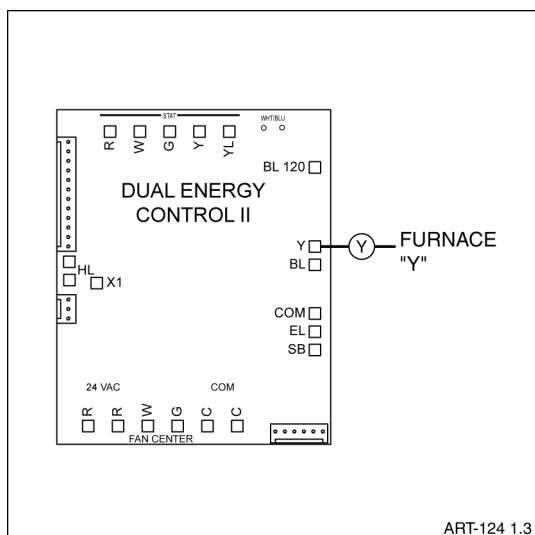 STAT
WHT/BLU
R W G Y YL
BL 120
DUAL ENERGY
CONTROL II
Y
Y
FURNACE
"Y"
BL
HL
X1
COM
EL
SB
24 VAC
COM
R R W G C C
FAN CENTER
ART-124 1.3